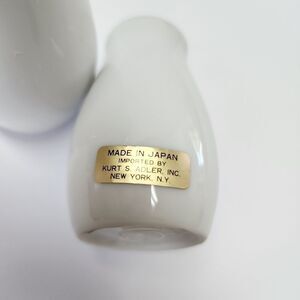 MADE IN JAPAN
IMPORTED BY
KURT S. ADLER, INC.
NEW YORK, N.Y.